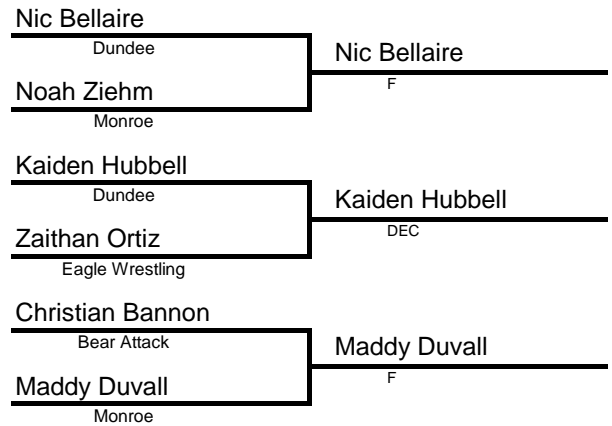 Nic Bellaire
Dundee
Nic Bellaire
F
Noah Ziehm
Monroe
Kaiden Hubbell
Dundee
Kaiden Hubbell
DEC
Zaithan Ortiz
Eagle Wrestling
Christian Bannon
Bear Attack
Maddy Duvall
F
Maddy Duvall
Monroe